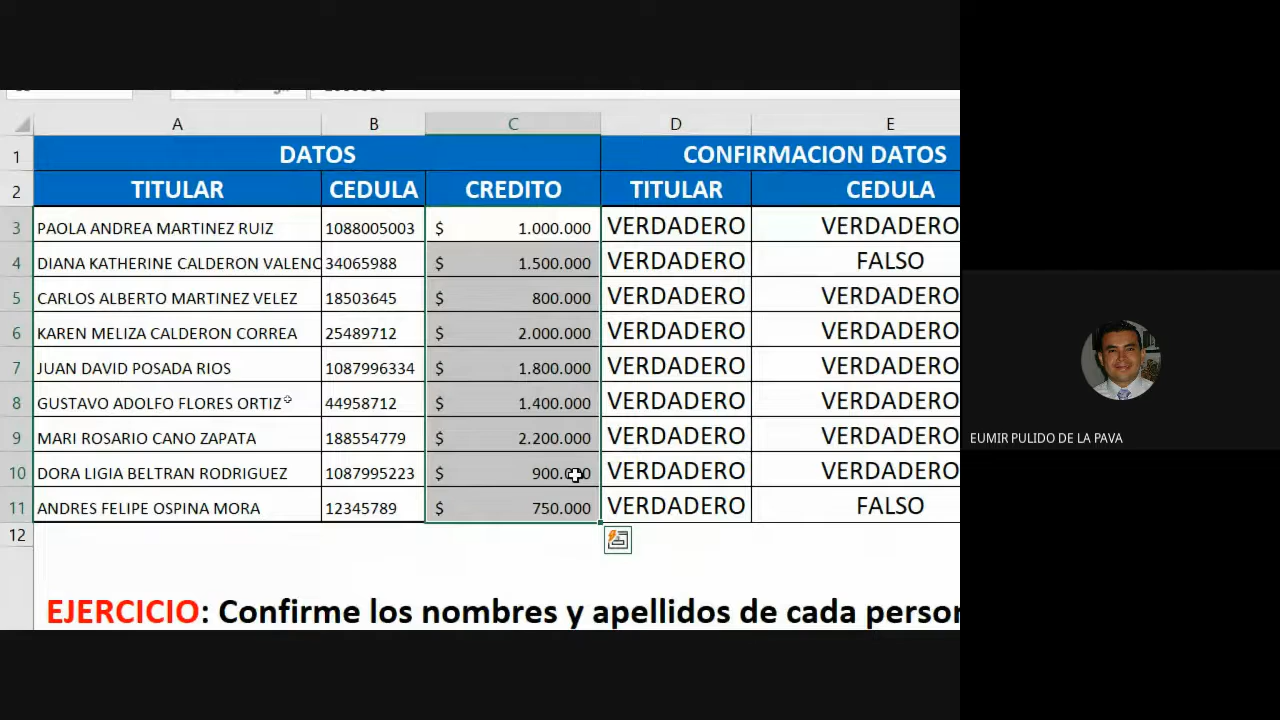 A B C D E
1 DATOS CONFIRMACION DATOS
2 TITULAR CEDULA CREDITO TITULAR CEDULA
3 PAOLA ANDREA MARTINEZ RUIZ 1088005003 $ 1.000.000 VERDADERO VERDADERO
4 DIANA KATHERINE CALDERON VALENC 34065988 $ 1.500.000 VERDADERO FALSO
5 CARLOS ALBERTO MARTINEZ VELEZ 18503645 $ 800.000 VERDADERO VERDADERO
6 KAREN MELIZA CALDERON CORREA 25489712 $ 2.000.000 VERDADERO VERDADERO
7 JUAN DAVID POSADA RIOS 1087996334 $ 1.800.000 VERDADERO VERDADERO
8 GUSTAVO ADOLFO FLORES ORTIZ 44958712 $ 1.400.000 VERDADERO VERDADERO
9 MARI ROSARIO CANO ZAPATA 188554779 $ 2.200.000 VERDADERO VERDADERO
10 DORA LIGIA BELTRAN RODRIGUEZ 1087995223 $ 900.000 VERDADERO VERDADERO
11 ANDRES FELIPE OSPINA MORA 12345789 $ 750.000 VERDADERO FALSO
12
EJERCICIO: Confirme los nombres y apellidos de cada person
EUMIR PULIDO DE LA PAVA